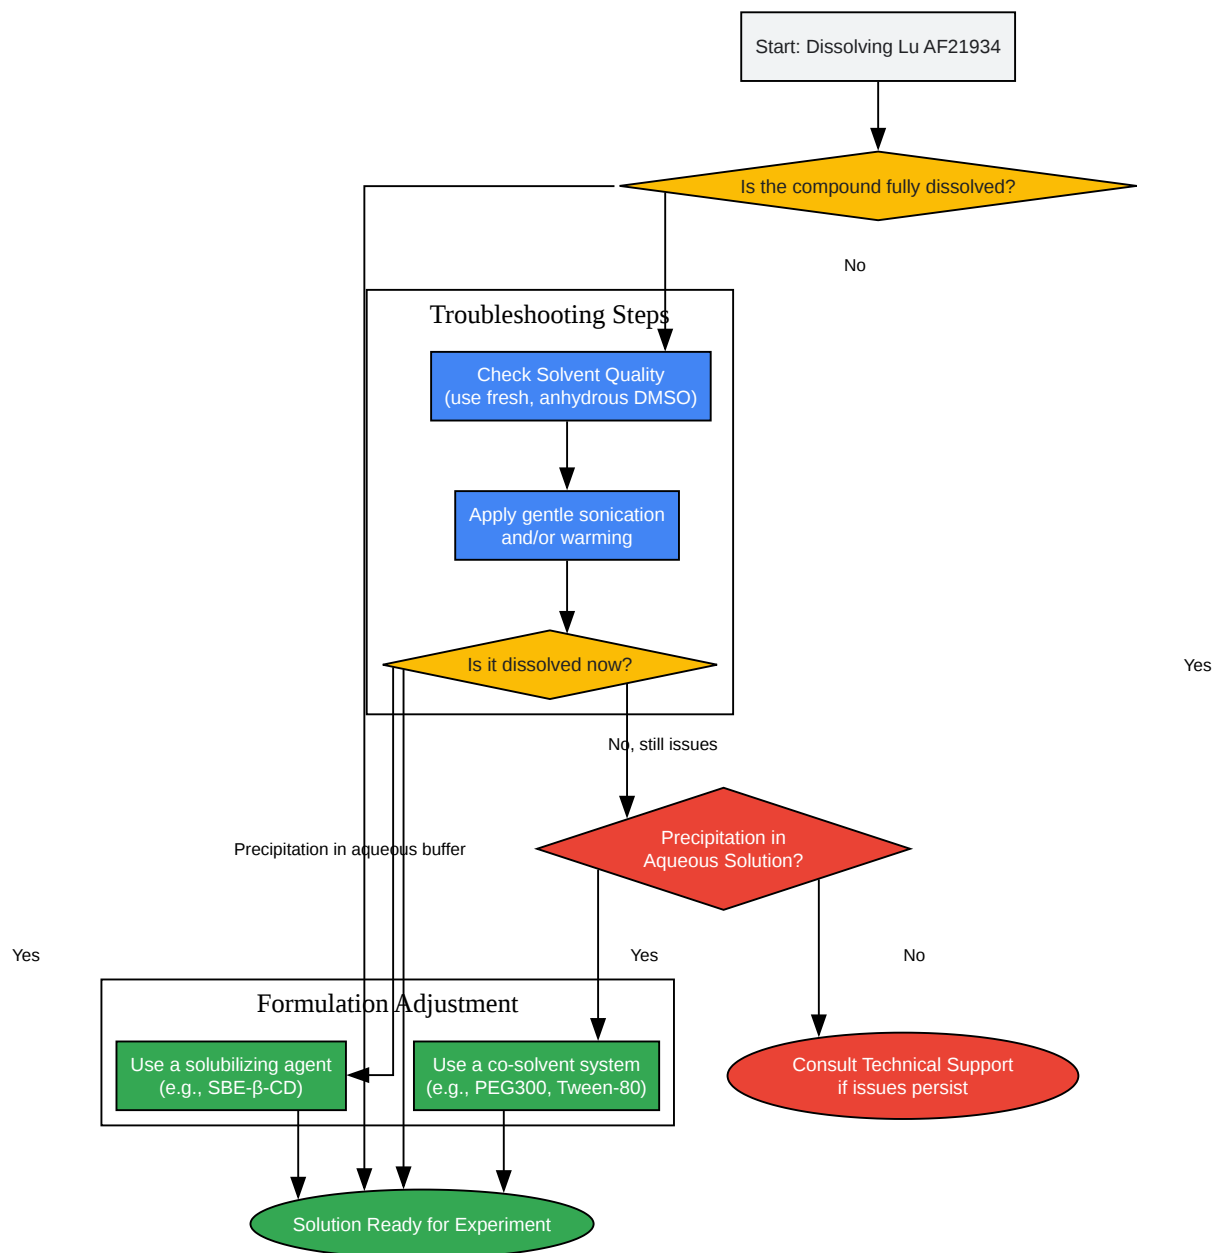 Start: Dissolving Lu AF21934
Is the compound fully dissolved?
No
Troubleshooting Steps
Check Solvent Quality
(use fresh, anhydrous DMSO)
Apply gentle sonication
and/or warming
Is it dissolved now?
Yes
No, still issues
Precipitation in
Aqueous Solution?
Precipitation in aqueous buffer
Yes
Yes
No
Formulation Adjustment
Use a solubilizing agent
(e.g., SBE-β-CD)
Use a co-solvent system
(e.g., PEG300, Tween-80)
Consult Technical Support
if issues persist
Solution Ready for Experiment